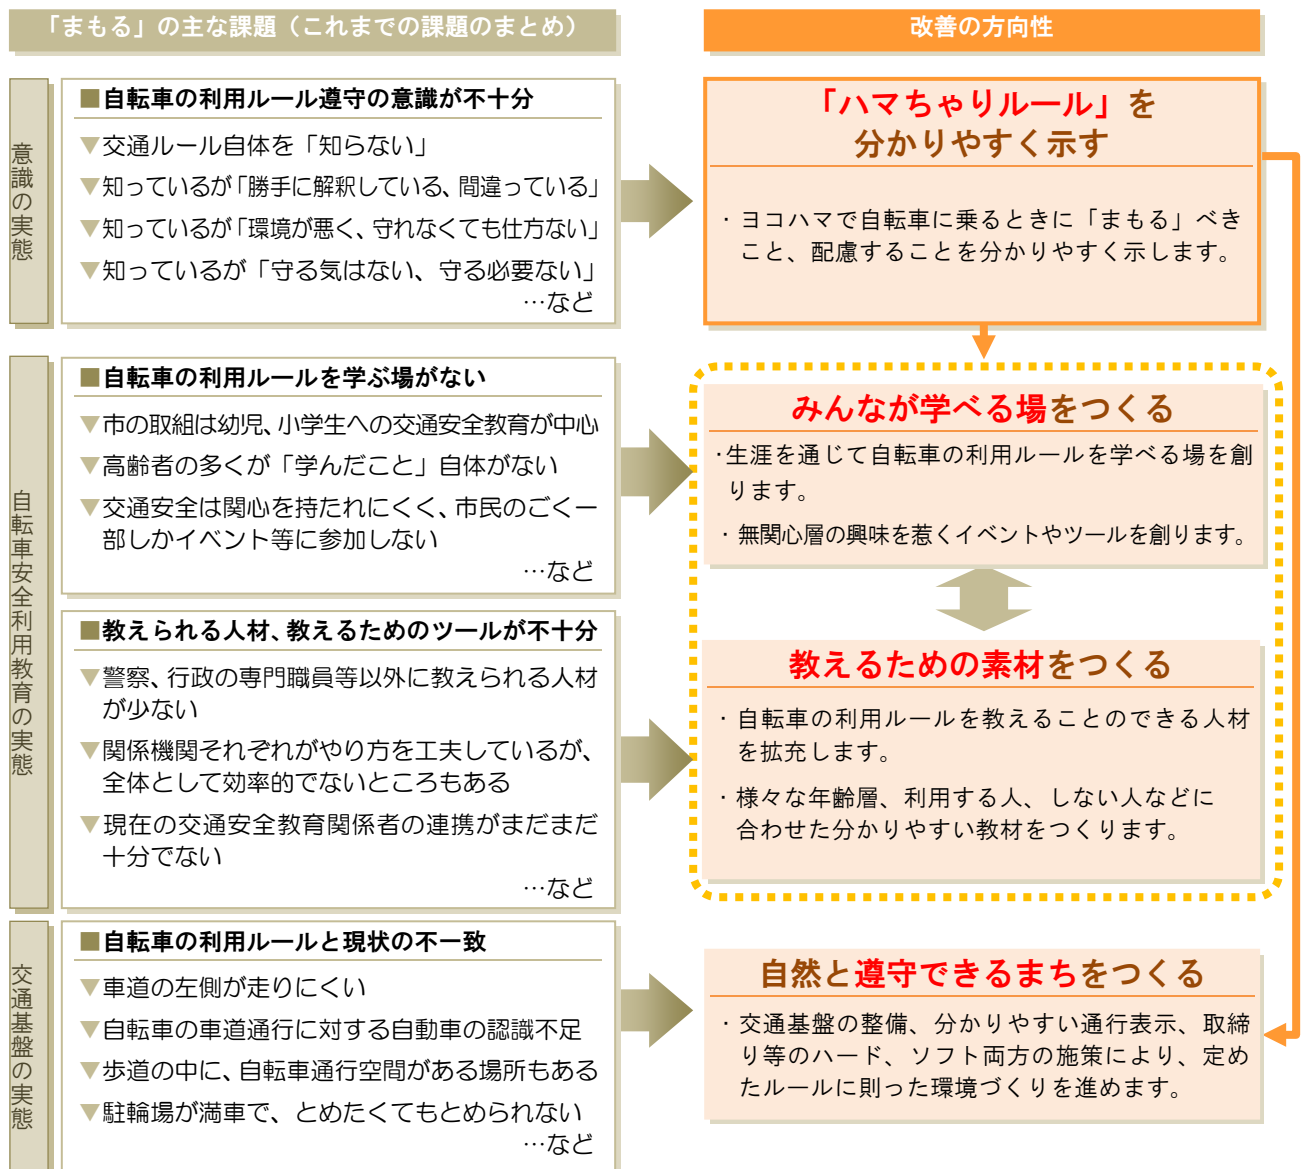 「まもる」の主な課題（これまでの課題のまとめ）
改善の方向性
意識の実態
■自転車の利用ルール遵守の意識が不十分
▼交通ルール自体を「知らない」
▼知っているが「勝手に解釈している、間違っている」
▼知っているが「環境が悪く、守れなくても仕方ない」
▼知っているが「守る気はない、守る必要ない」
…など
「ハマちゃりルール」を
分かりやすく示す
・ヨコハマで自転車に乗るときに「まもる」べき
こと、配慮することを分かりやすく示します。
自転車安全利用教育の実態
■自転車の利用ルールを学ぶ場がない
▼市の取組は幼児、小学生への交通安全教育が中心
▼高齢者の多くが「学んだこと」自体がない
▼交通安全は関心を持たれにくく、市民のごく一
部しかイベント等に参加しない
…など
みんなが学べる場をつくる
・生涯を通じて自転車の利用ルールを学べる場を創
ります。
・無関心層の興味を惹くイベントやツールを創ります。
■教えられる人材、教えるためのツールが不十分
▼警察、行政の専門職員等以外に教えられる人材
が少ない
▼関係機関それぞれがやり方を工夫しているが、
全体として効率的でないところもある
▼現在の交通安全教育関係者の連携がまだまだ
十分でない
…など
教えるための素材をつくる
・自転車の利用ルールを教えることのできる人材
を拡充します。
・様々な年齢層、利用する人、しない人などに
合わせた分かりやすい教材をつくります。
交通基盤の実態
■自転車の利用ルールと現状の不一致
▼車道の左側が走りにくい
▼自転車の車道通行に対する自動車の認識不足
▼歩道の中に、自転車通行空間がある場所もある
▼駐輪場が満車で、とめたくてもとめられない
…など
自然と遵守できるまちをつくる
・交通基盤の整備、分かりやすい通行表示、取締
り等のハード、ソフト両方の施策により、定め
たルールに則った環境づくりを進めます。